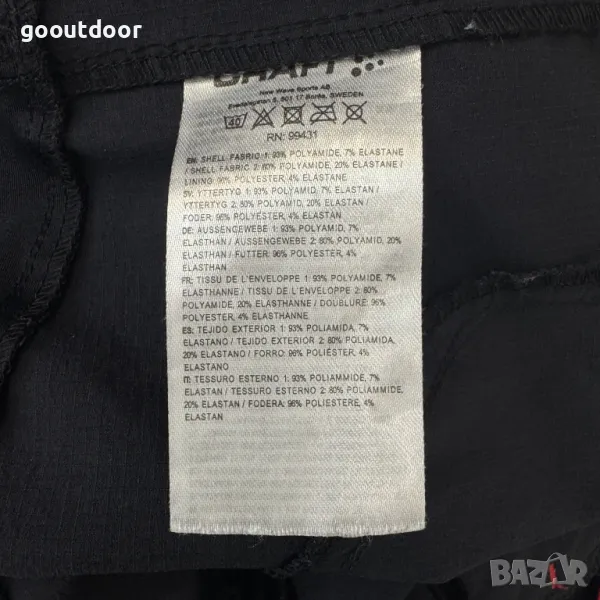 gooutdoor
CRAFT
New Wave Sports AB
501 17 Borås, SWEDEN
40
RN: 99431
EN: SHELL FABRIC 1: 93% POLYAMIDE, 7% ELASTANE
/ SHELL FABRIC 2: 80% POLYAMIDE, 20% ELASTANE /
LINING 96% POLYESTER, 4% ELASTANE
SV: YTTERTYG 1: 93% POLYAMID, 7% ELASTAN /
YTTERTYG 2: 80% POLYAMID, 20% ELASTAN /
FODER: 96% POLYESTER, 4% ELASTAN
DE: AUSSENGEWEBE 1: 93% POLYAMID, 7%
ELASTHAN / AUSSENGEWEBE 2: 80% POLYAMID, 20%
ELASTHAN / FUTTER: 96% POLYESTER, 4%
ELASTHAN
FR: TISSU DE L'ENVELOPPE 1: 93% POLYAMIDE, 7%
ELASTHANNE / TISSU DE L'ENVELOPPE 2: 80%
POLYAMIDE, 20% ELASTHANNE / DOUBLURE: 96%
POLYESTER, 4% ELASTHANNE
ES: TEJIDO EXTERIOR 1: 93% POLIAMIDA, 7%
ELASTANO / TEJIDO EXTERIOR 2: 80% POLIAMIDA,
20% ELASTANO / FORRO: 96% POLIÉSTER, 4%
ELASTANO
IT: TESSURO ESTERNO 1: 93% POLIAMMIDE, 7%
ELASTAN / TESSURO ESTERNO 2: 80% POLIAMMIDE,
20% ELASTAN / FODERA: 96% POLIESTERE, 4%
ELASTAN
BAZAR